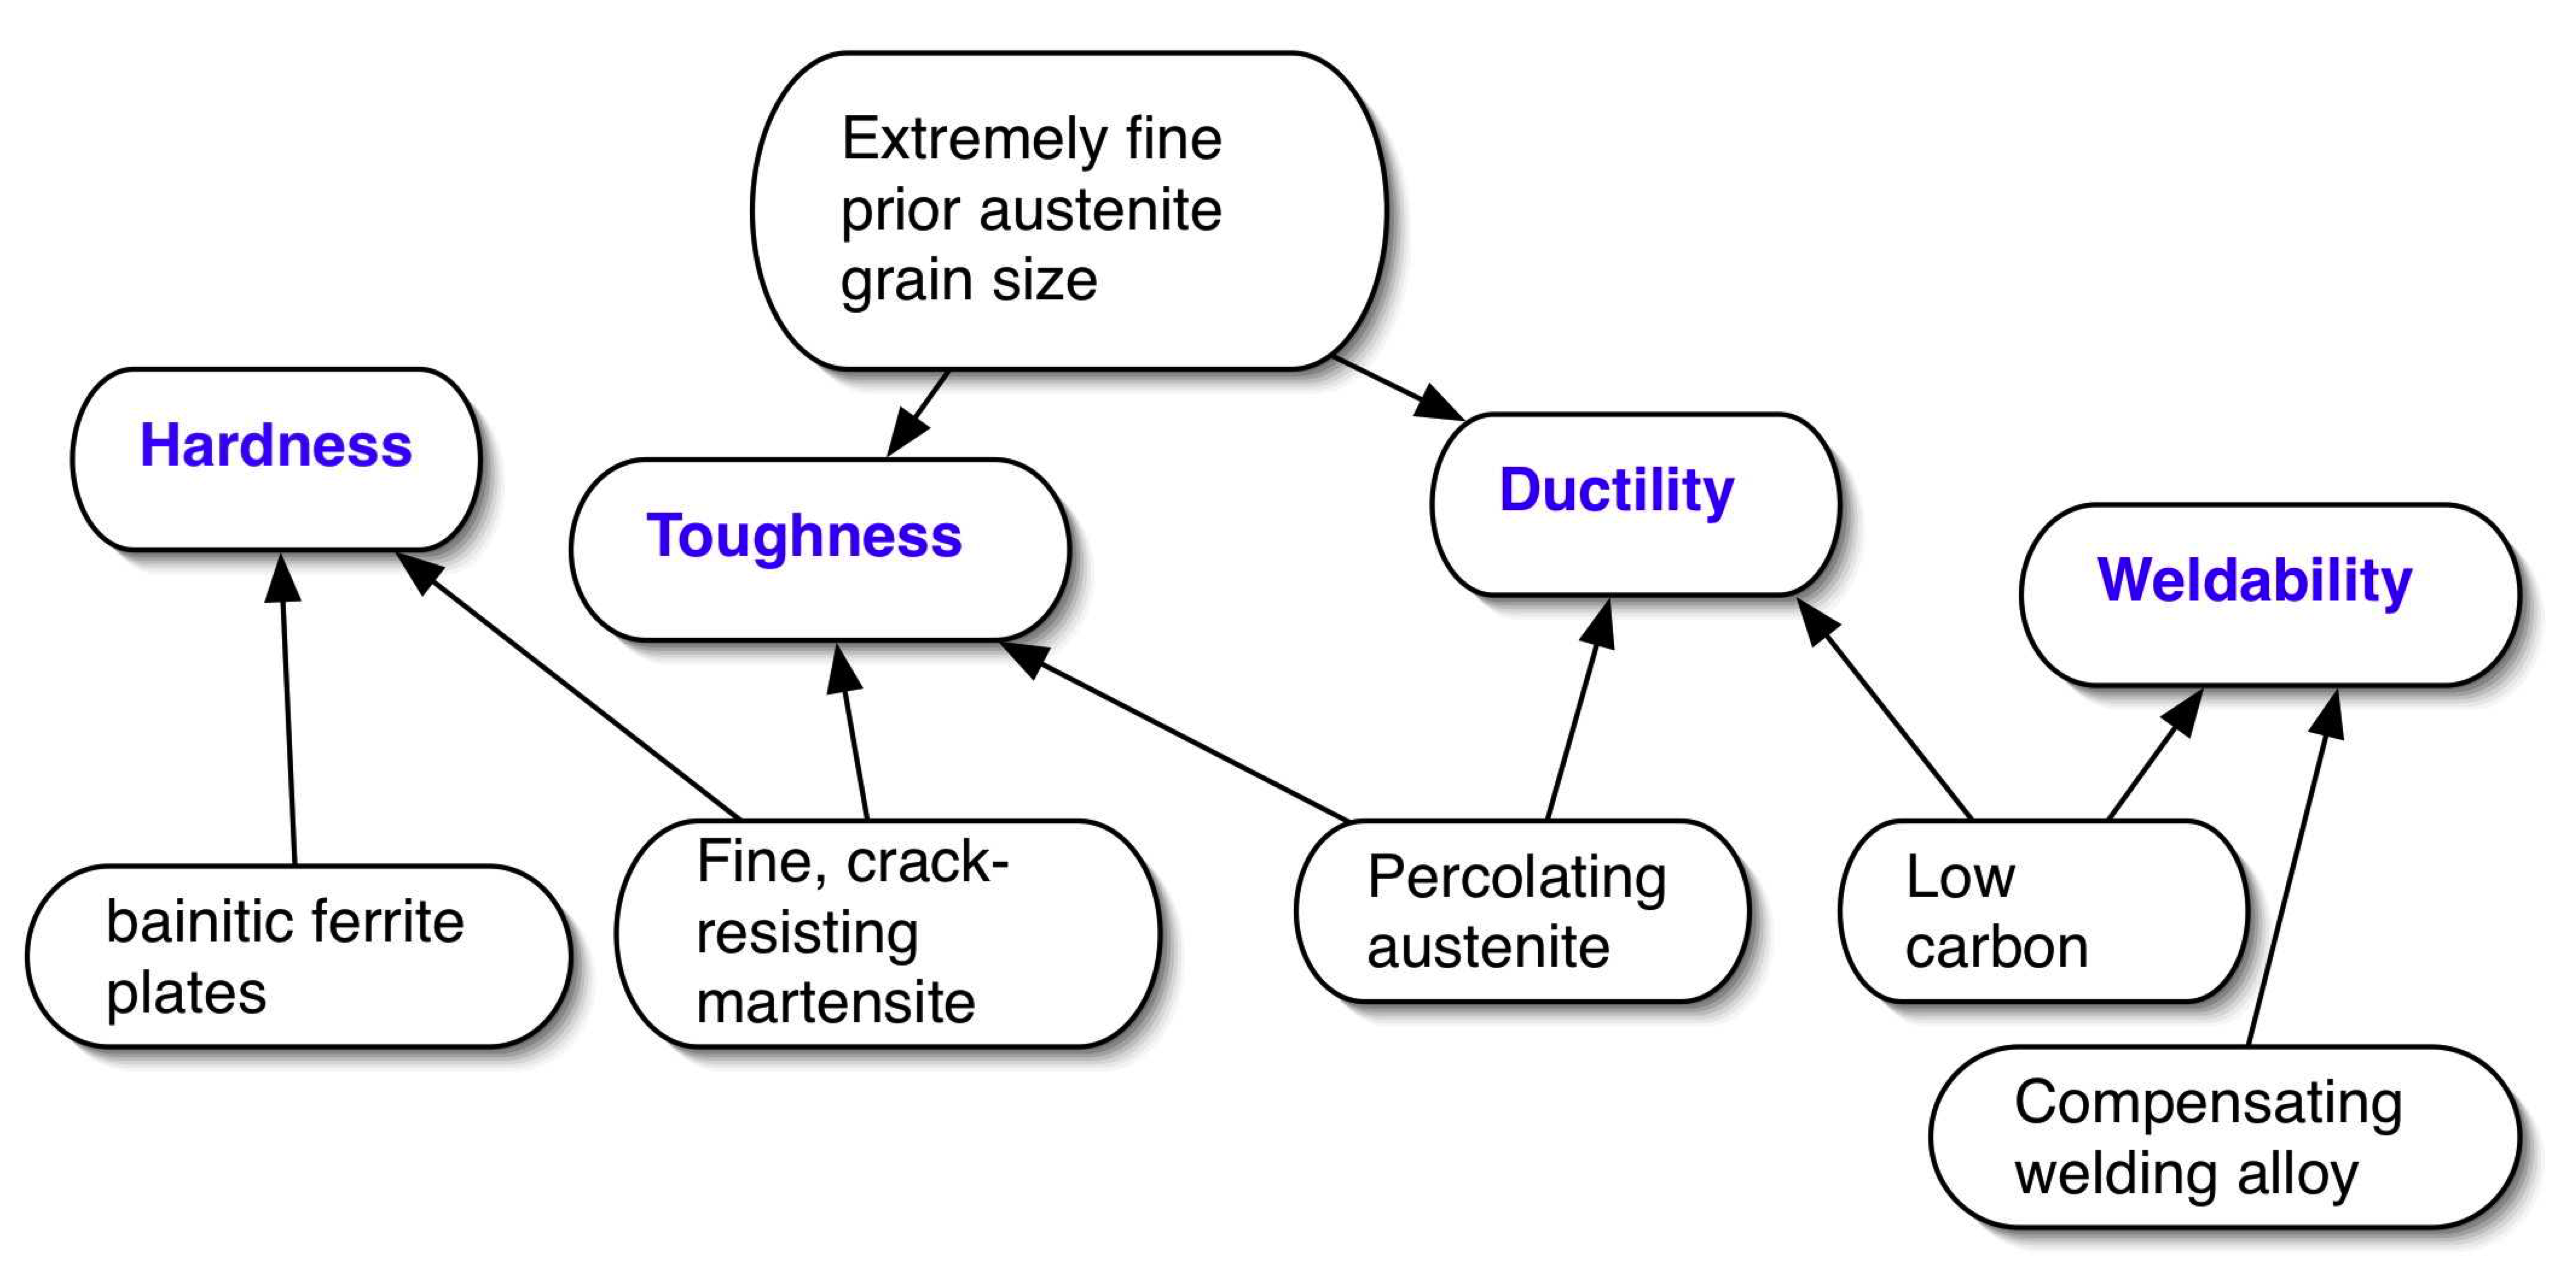 Extremely fine
prior austenite
grain size
Hardness
Toughness
Ductility
Weldability
bainitic ferrite
plates
Fine, crack-
resisting
martensite
Percolating
austenite
Low
carbon
Compensating
welding alloy